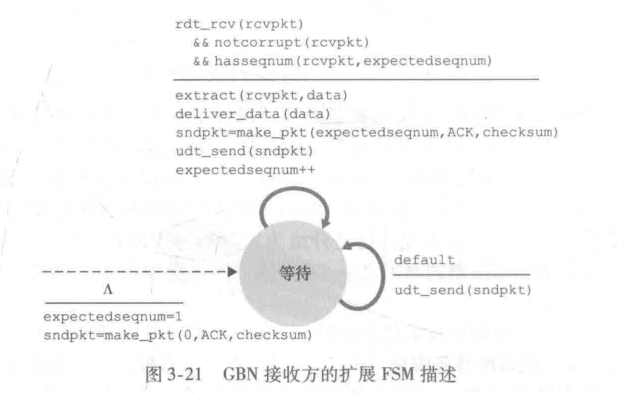 rdt_rcv(rcvpkt)
&& notcorrupt(rcvpkt)
&& hasseqnum(rcvpkt,expectedseqnum)
extract(rcvpkt,data)
deliver_data(data)
sndpkt=make_pkt(expectedseqnum,ACK,checksum)
udt_send(sndpkt)
expectedseqnum++
等待
default
udt_send(sndpkt)
Λ
expectedseqnum=1
sndpkt=make_pkt(0,ACK,checksum)
图 3-21 GBN 接收方的扩展 FSM 描述